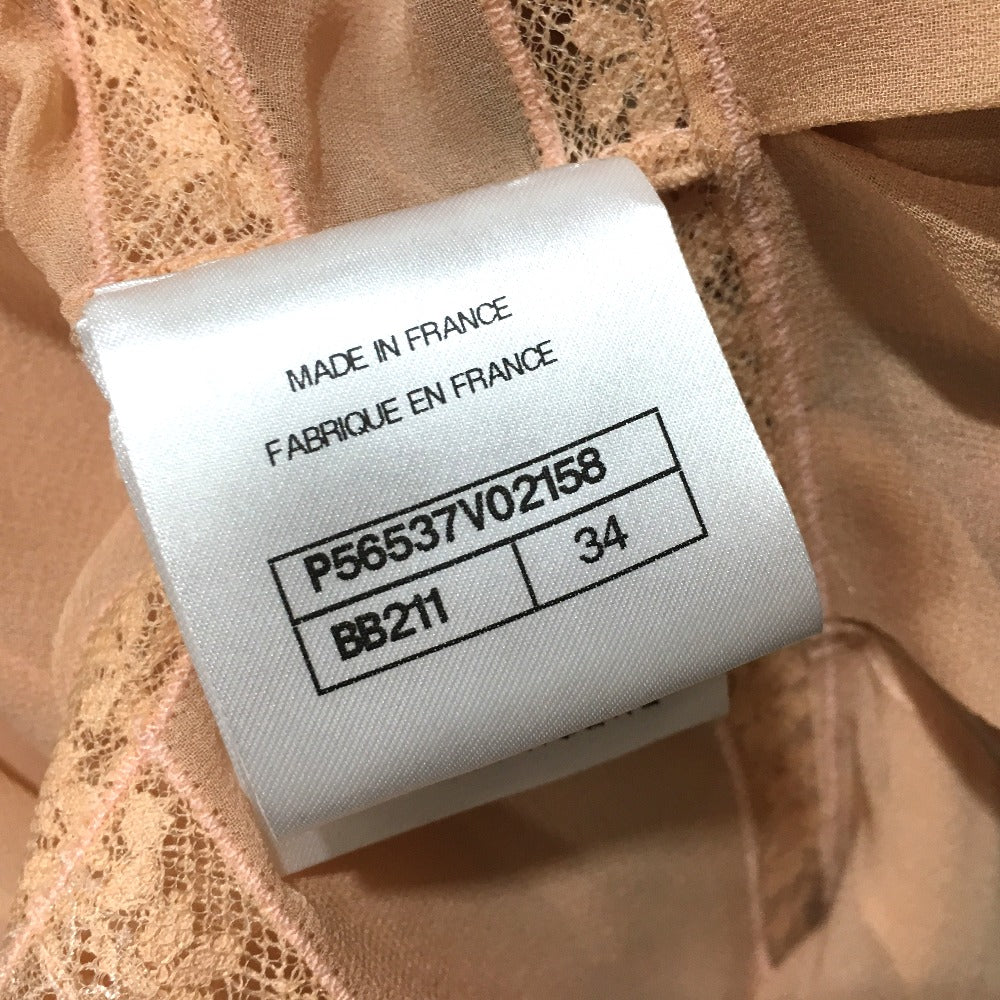 MADE IN FRANCE
FABRIQUE EN FRANCE
P56537V02158
BB211 34